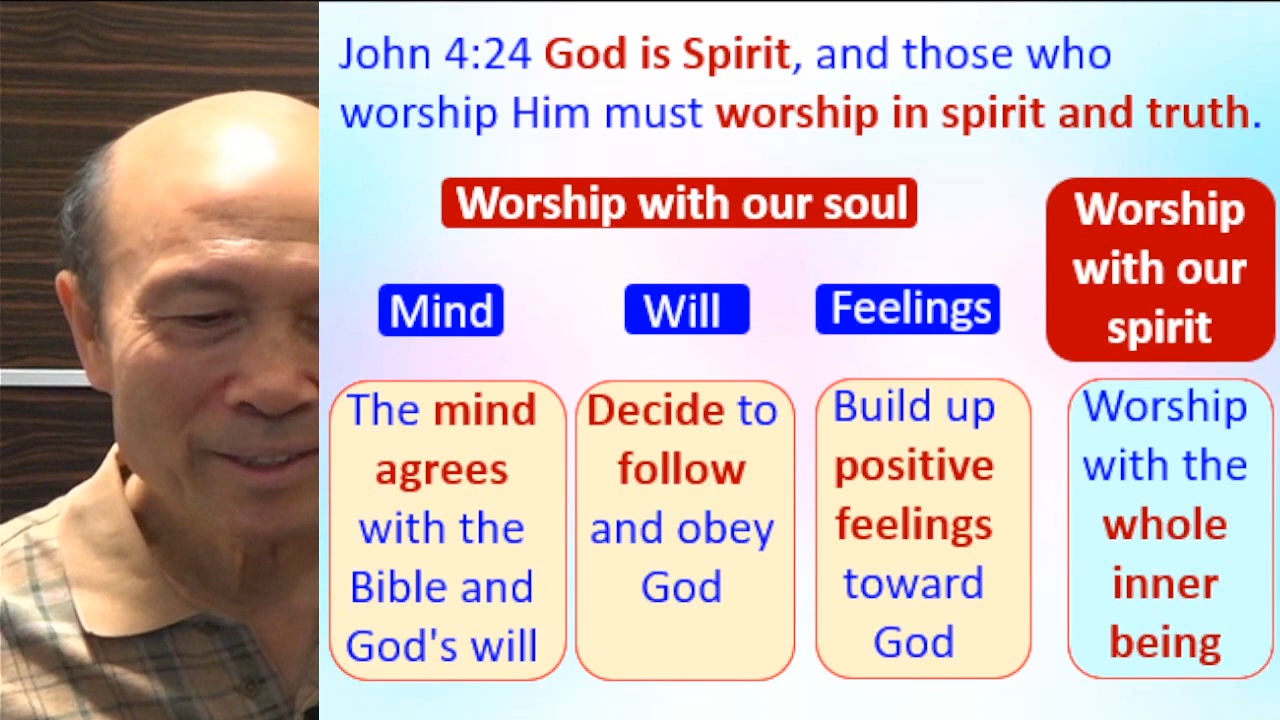 John 4:24 God is Spirit, and those who
worship Him must worship in spirit and truth.
Worship with our soul
Worship
with our
spirit
Mind
Will
Feelings
The mind
agrees
with the
Bible and
God's will
Decide to
follow
and obey
God
Build up
positive
feelings
toward
God
Worship
with the
whole
inner
being